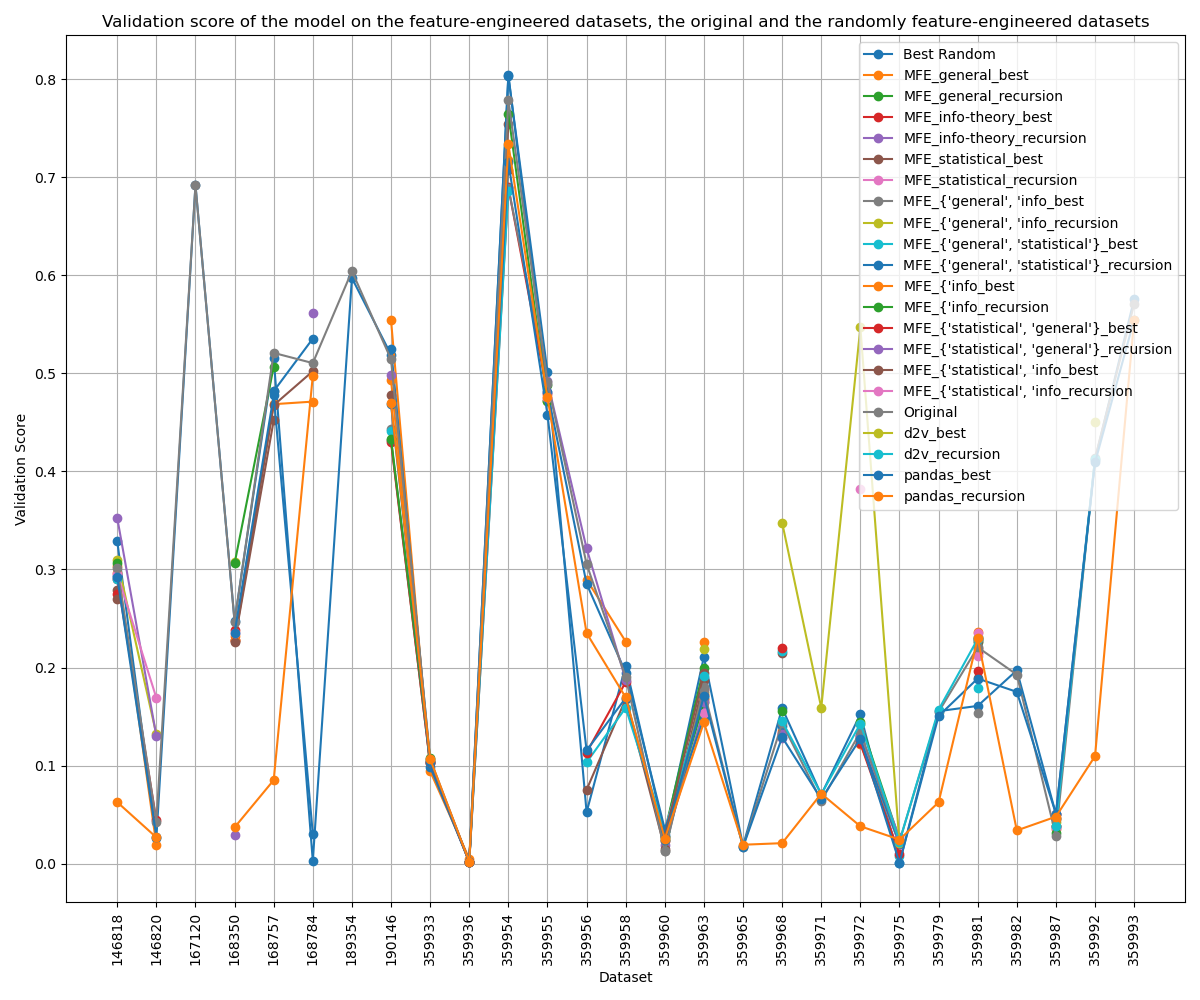 Validation score of the model on the feature-engineered datasets, the original and the randomly feature-engineered datasets
Validation Score
0.8
0.7
0.6
0.5
0.4
0.3
0.2
0.1
0.0
Best Random
MFE_general_best
MFE_general_recursion
MFE_info-theory_best
MFE_info-theory_recursion
MFE_statistical_best
MFE_statistical_recursion
MFE_{'general', 'info_best
MFE_{'general', 'info_recursion
MFE_{'general', 'statistical'}_best
MFE_{'general', 'statistical'}_recursion
MFE_{'info_best
MFE_{'info_recursion
MFE_{'statistical', 'general'}_best
MFE_{'statistical', 'general'}_recursion
MFE_{'statistical', 'info_best
MFE_{'statistical', 'info_recursion
Original
d2v_best
d2v_recursion
pandas_best
pandas_recursion
146818
146820
167120
168350
168757
168784
189354
190146
359933
359936
359954
359955
359956
359958
359960
359963
359965
359968
359971
359972
359975
359979
359981
359982
359987
359992
359993
Dataset